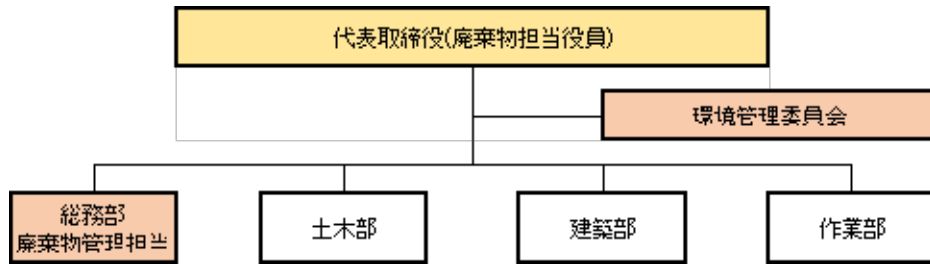 代表取締役(廃棄物担当役員)
環境管理委員会
総務部
廃棄物管理担当
土木部
建築部
作業部